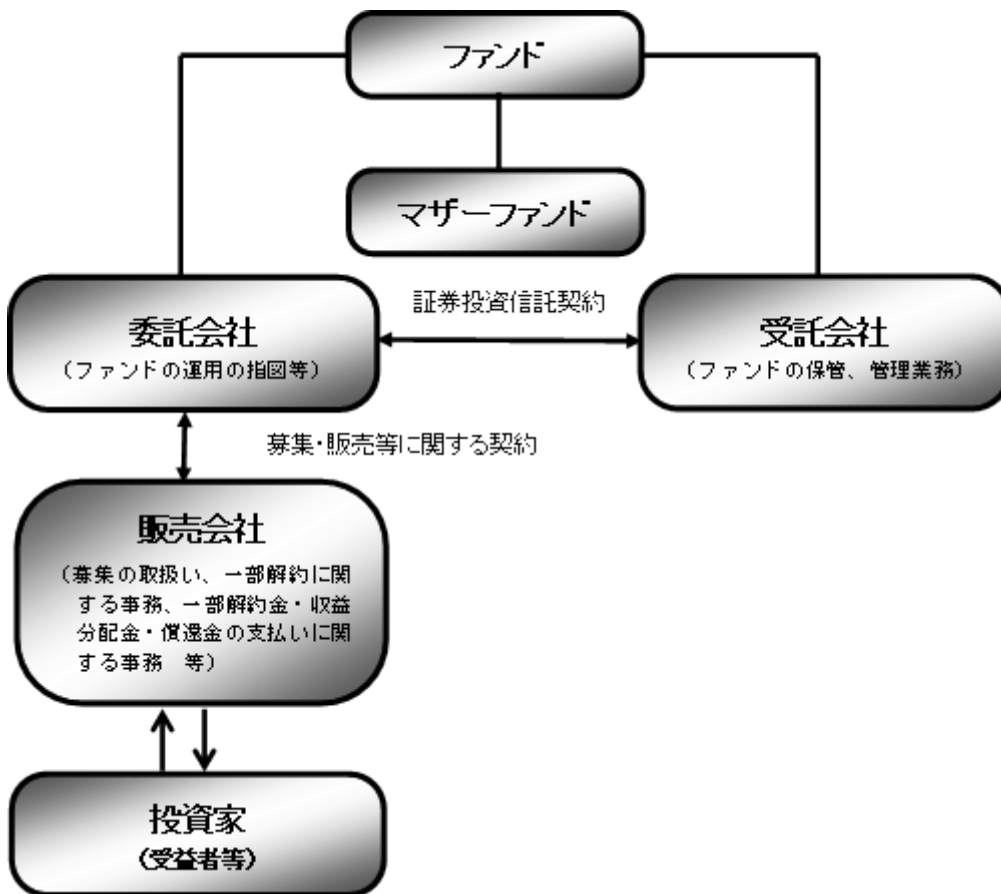 ファンド
マザーファンド
証券投資信託契約
委託会社
（ファンドの運用の指図等）
受託会社
（ファンドの保管、管理業務）
募集・販売等に関する契約
販売会社
（募集の取扱い、一部解約に関
する事務、一部解約金・収益
分配金・償還金の支払いに関
する事務　等）
投資家
（受益者等）